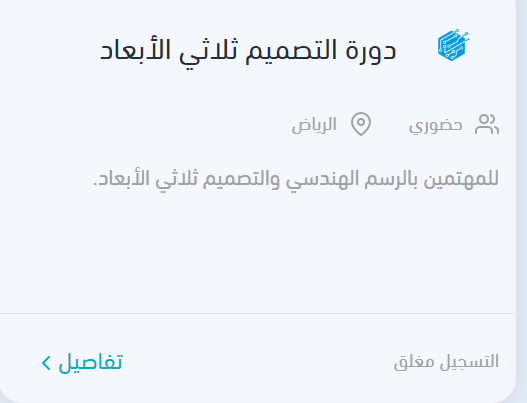 دورة التصميم ثلاثي الأبعاد
حضوري الرياض
للمهتمين بالرسم الهندسي والتصميم ثلاثي الأبعاد.
التسجيل مغلق تفاصيل